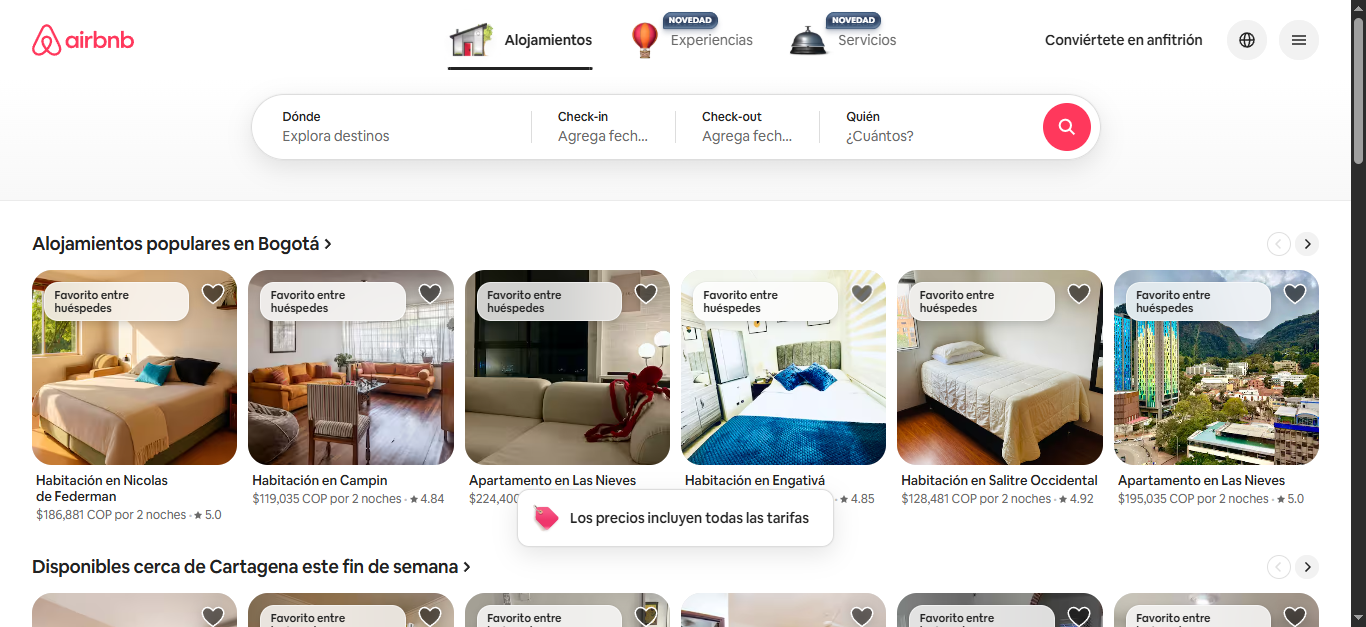 airbnb
Alojamientos
NOVEDAD
Experiencias
NOVEDAD
Servicios
Conviértete en anfitrión
Dónde
Explora destinos
Check-in
Agrega fech...
Check-out
Agrega fech...
Quién
¿Cuántos?
Alojamientos populares en Bogotá
Favorito entre
huéspedes
Favorito entre
huéspedes
Favorito entre
huéspedes
Favorito entre
huéspedes
Favorito entre
huéspedes
Favorito entre
huéspedes
Habitación en Nicolas
de Federman
$186,881 COP por 2 noches · ★ 5.0
Habitación en Campin
$119,035 COP por 2 noches · ★ 4.84
Apartamento en Las Nieves
$224,400
Habitación en Engativá
★ 4.85
Habitación en Salitre Occidental
$128,481 COP por 2 noches · ★ 4.92
Apartamento en Las Nieves
$195,035 COP por 2 noches · ★ 5.0
Los precios incluyen todas las tarifas
Disponibles cerca de Cartagena este fin de semana
Favorito entre
Favorito entre
Favorito entre
Favorito entre